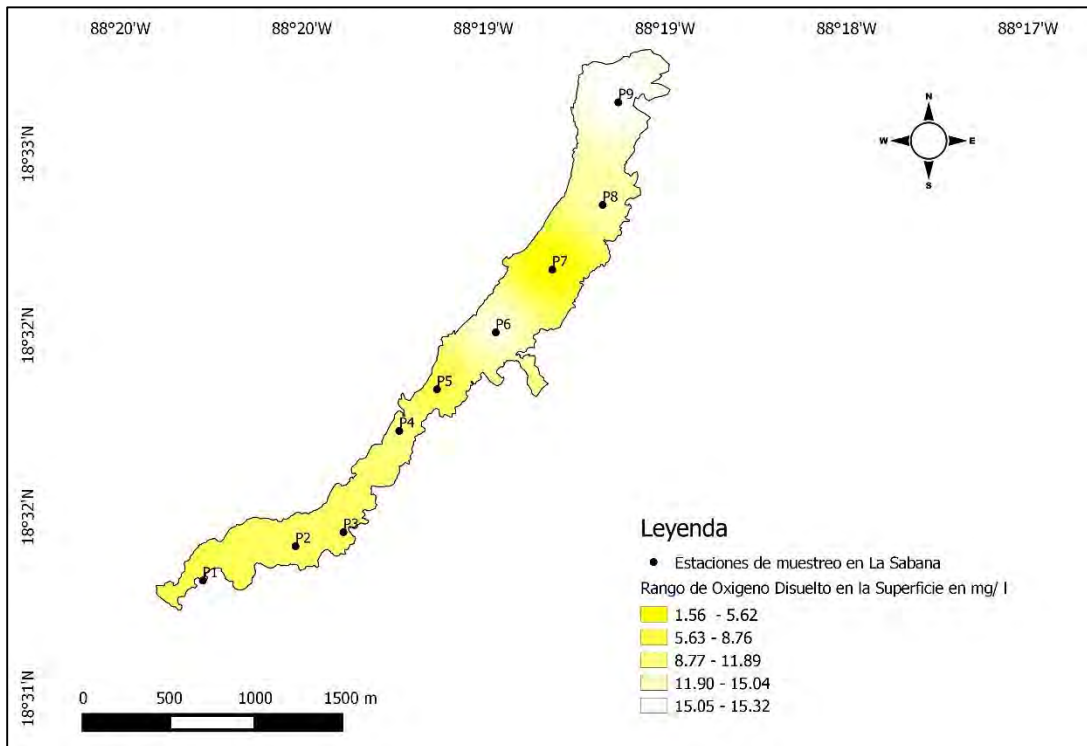 88°20'W 88°20'W 88°19'W 88°19'W 88°18'W 88°17'W
18°33'N
18°32'N
18°32'N
18°31'N
N
W E
S
P9
P8
P7
P6
P5
P4
P3
P2
P1
Leyenda
Estaciones de muestreo en La Sabana
Rango de Oxigeno Disuelto en la Superficie en mg/ l
1.56 - 5.62
5.63 - 8.76
8.77 - 11.89
11.90 - 15.04
15.05 - 15.32
0 500 1000 1500 m